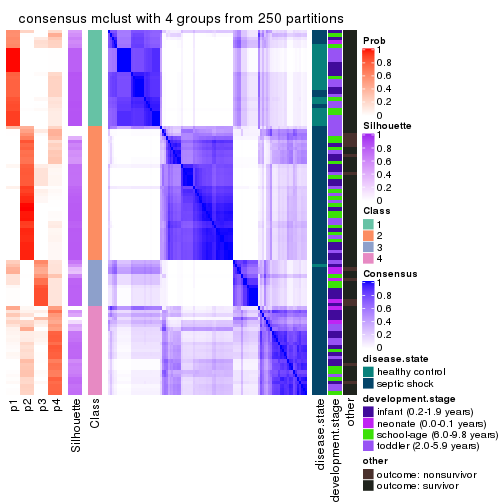 consensus mclust with 4 groups from 250 partitions
Prob
1
0.8
0.6
0.4
0.2
0
Silhouette
1
0.8
0.6
0.4
0.2
0
Class
1
2
3
4
Consensus
1
0.8
0.6
0.4
0.2
0
disease.state
healthy control
septic shock
development.stage
infant (0.2-1.9 years)
neonate (0.0-0.1 years)
school-age (6.0-9.8 years)
toddler (2.0-5.9 years)
other
outcome: nonsurvivor
outcome: survivor
p1
p2
p3
p4
Silhouette
Class
disease.state
development.stage
other